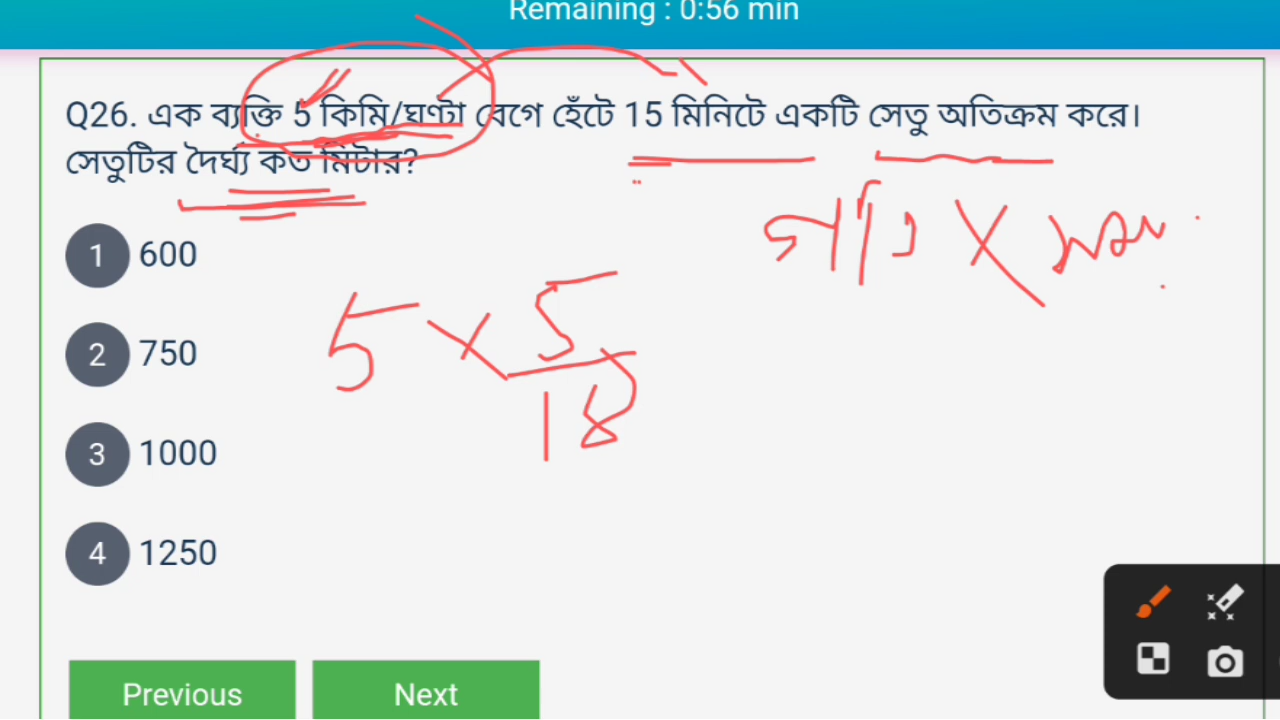 Remaining : 0:56 min
Q26. এক ব্যক্তি 5 কিমি/ঘণ্টা বেগে হেঁটে 15 মিনিটে একটি সেতু অতিক্রম করে।
সেতুটির দৈর্ঘ্য কত মিটার?
গতি × সময়
1 600
5 × 5/18
2 750
3 1000
4 1250
Previous Next